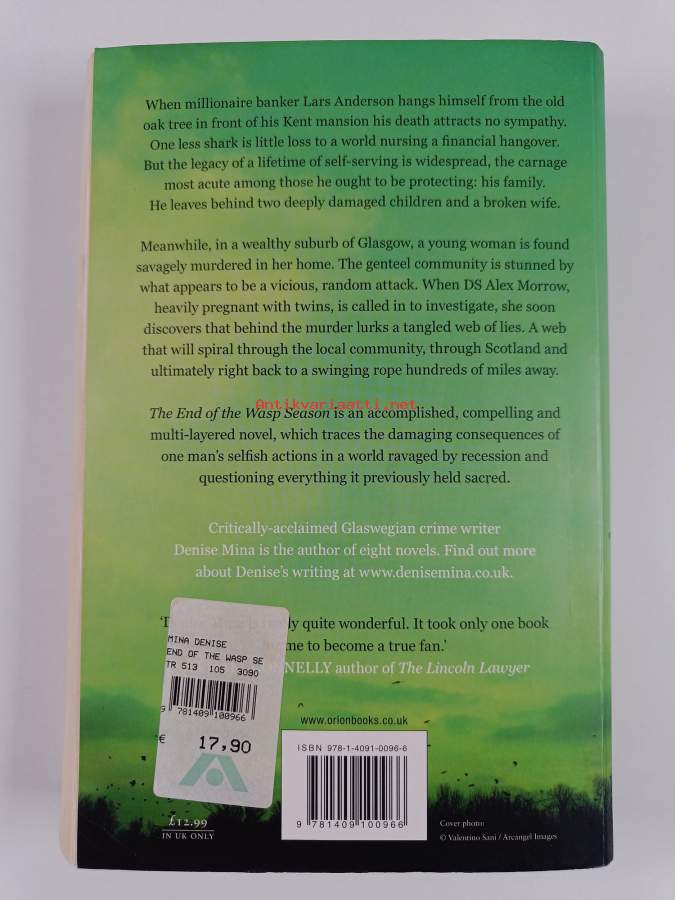 When millionaire banker Lars Anderson hangs himself from the old
oak tree in front of his Kent mansion his death attracts no sympathy.
One less shark is little loss to a world nursing a financial hangover.
But the legacy of a lifetime of self-serving is widespread, the carnage
most acute among those he ought to be protecting: his family.
He leaves behind two deeply damaged children and a broken wife.
Meanwhile, in a wealthy suburb of Glasgow, a young woman is found
savagely murdered in her home. The genteel community is stunned by
what appears to be a vicious, random attack. When DS Alex Morrow,
heavily pregnant with twins, is called in to investigate, she soon
discovers that behind the murder lurks a tangled web of lies. A web
that will spiral through the local community, through Scotland and
ultimately right back to a swinging rope hundreds of miles away.
Antikvariaatti.net
The End of the Wasp Season is an accomplished, compelling and
multi-layered novel, which traces the damaging consequences of
one man's selfish actions in a world ravaged by recession and
questioning everything it previously held sacred.
Critically-acclaimed Glaswegian crime writer
Denise Mina is the author of eight novels. Find out more
about Denise's writing at www.denisemina.co.uk.
quite wonderful. It took only one book
me to become a true fan.'
NNELLY author of The Lincoln Lawyer
MINA DENISE
END OF THE WASP SE
TR 513 105 3090
9 781409 100966
€ 17,90
www.orionbooks.co.uk
ISBN 978-1-4091-0096-6
9 781409 100966
£12.99
IN UK ONLY
Cover photo:
© Valentino Sani / Arcangel Images